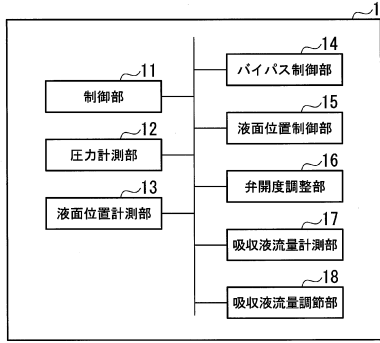 1
11
制御部
12
圧力計測部
13
液面位置計測部
14
バイパス制御部
15
液面位置制御部
16
弁開度調整部
17
吸収液流量計測部
18
吸収液流量調節部